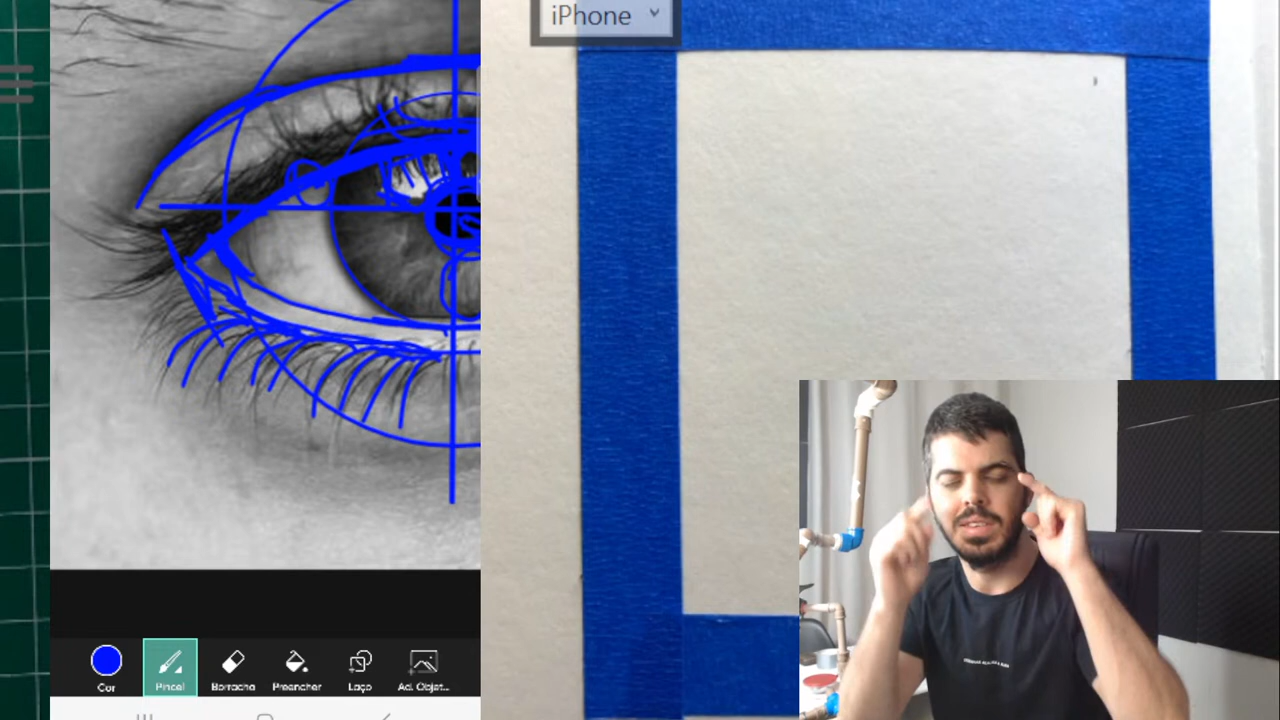 iPhone
Cor
Pincel
Borracha
Preencher
Laço
Ad. Objet...